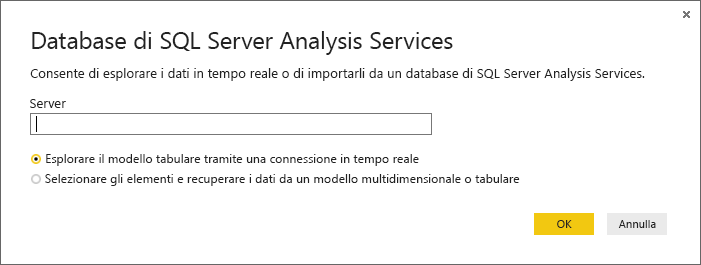 Database di SQL Server Analysis Services
Consente di esplorare i dati in tempo reale o di importarli da un database di SQL Server Analysis Services.
Server
Esplorare il modello tabulare tramite una connessione in tempo reale
Selezionare gli elementi e recuperare i dati da un modello multidimensionale o tabulare
OK Annulla